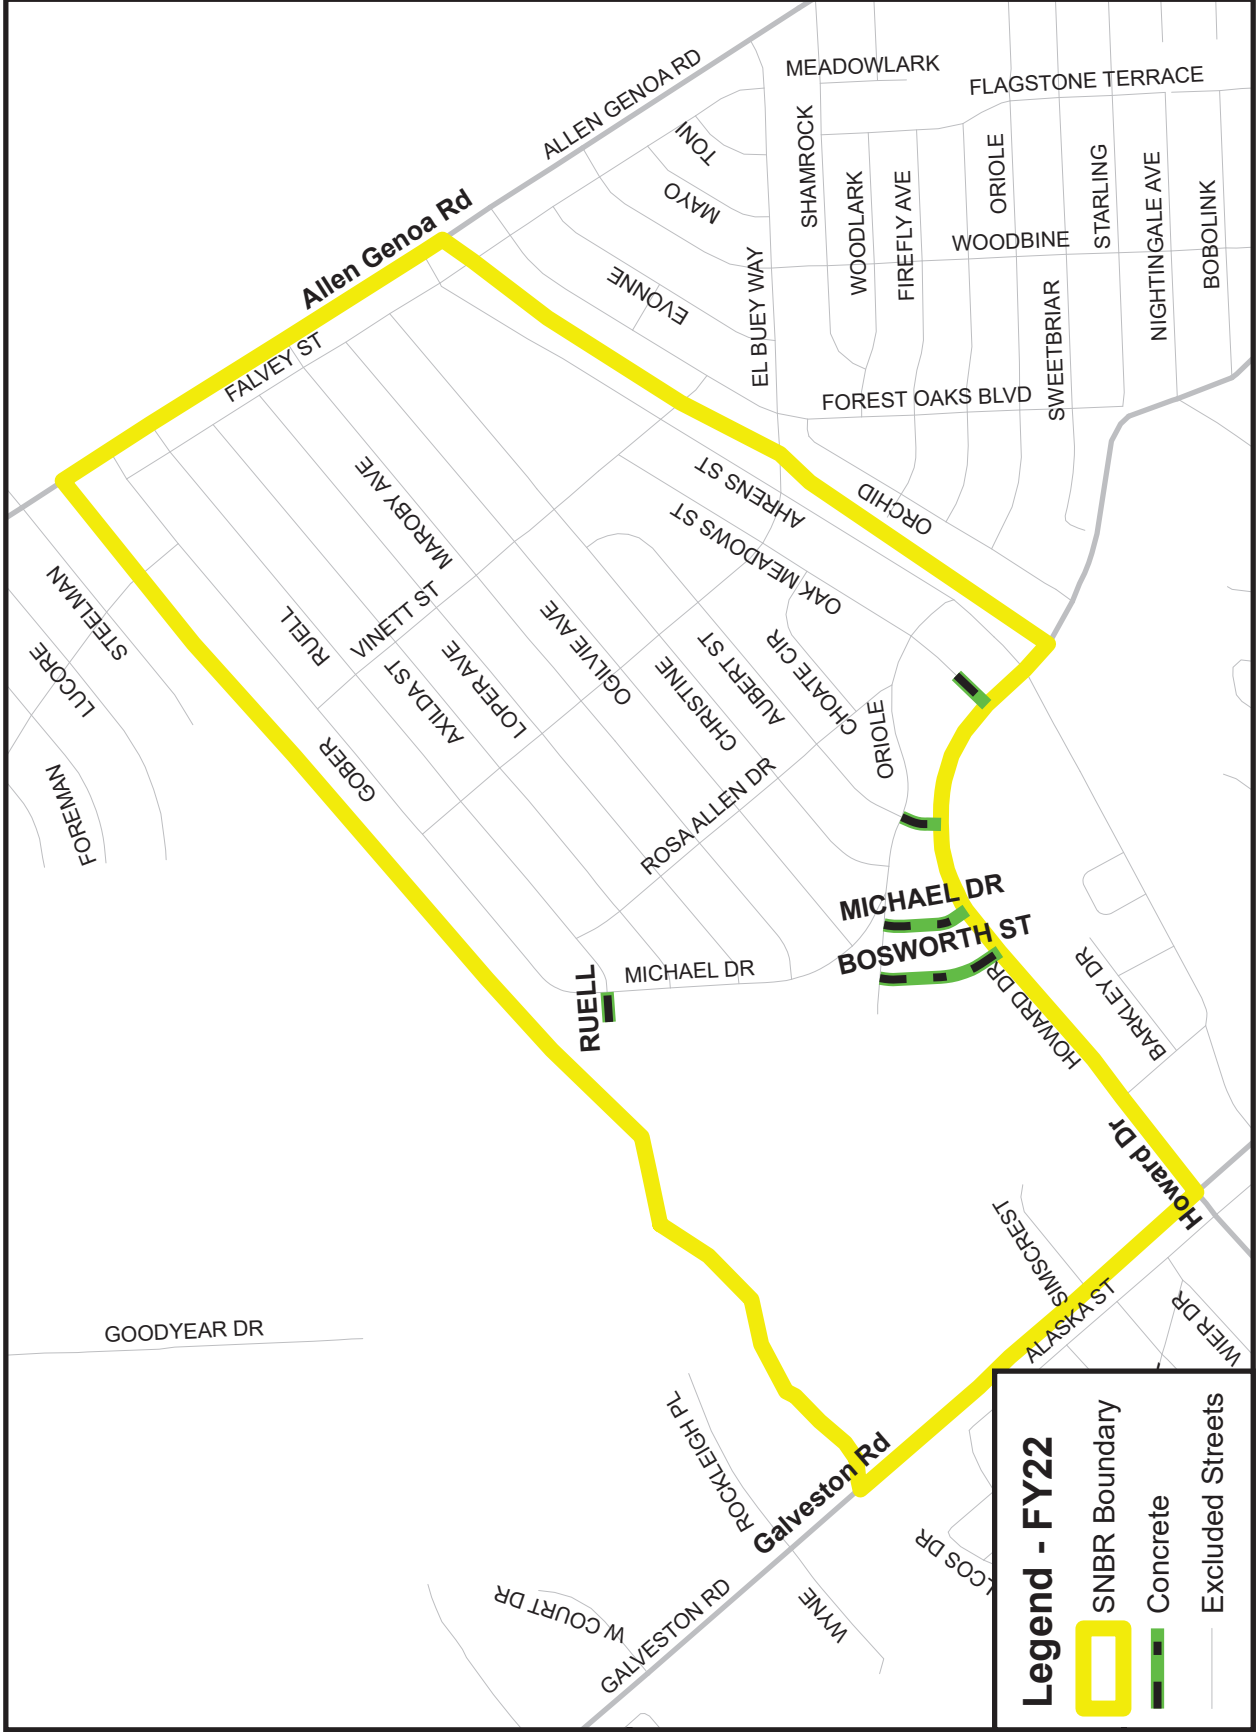 ALLEN GENOA RD
MEADOWLARK
FLAGSTONE TERRACE
TONI
MAYO
SHAMROCK
WOODLARK
FIREFLY AVE
ORIOLE
STARLING
NIGHTINGALE AVE
BOBOLINK
WOODBINE
Allen Genoa Rd
EVONNE
EL BUEY WAY
SWEETBRIAR
FOREST OAKS BLVD
FALVEY ST
MAROBY AVE
AHRENS ST
ORCHID
OAK MEADOWS ST
STEELMAN
LUCORE
FOREMAN
RUELL
VINETT ST
AXILDA ST
LOPER AVE
OGILVIE AVE
CHRISTINE
AUBERT ST
CHOATE CIR
ORIOLE
GOBER
ROSA ALLEN DR
MICHAEL DR
BOSWORTH ST
MICHAEL DR
RUELL
HOWARD DR
BARKLEY DR
Howard Dr
SIMSCREST
ALASKA ST
WIER DR
GOODYEAR DR
ROCKLEIGH PL
Galveston Rd
GALVESTON RD
W COURT DR
WYNE
LCOS DR
Legend - FY22
SNBR Boundary
Concrete
Excluded Streets